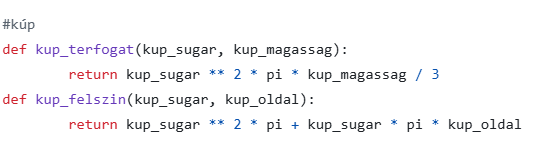 #kúp
def kup_terfogat(kup_sugar, kup_magassag):
        return kup_sugar ** 2 * pi * kup_magassag / 3
def kup_felszin(kup_sugar, kup_oldal):
        return kup_sugar ** 2 * pi + kup_sugar * pi * kup_oldal